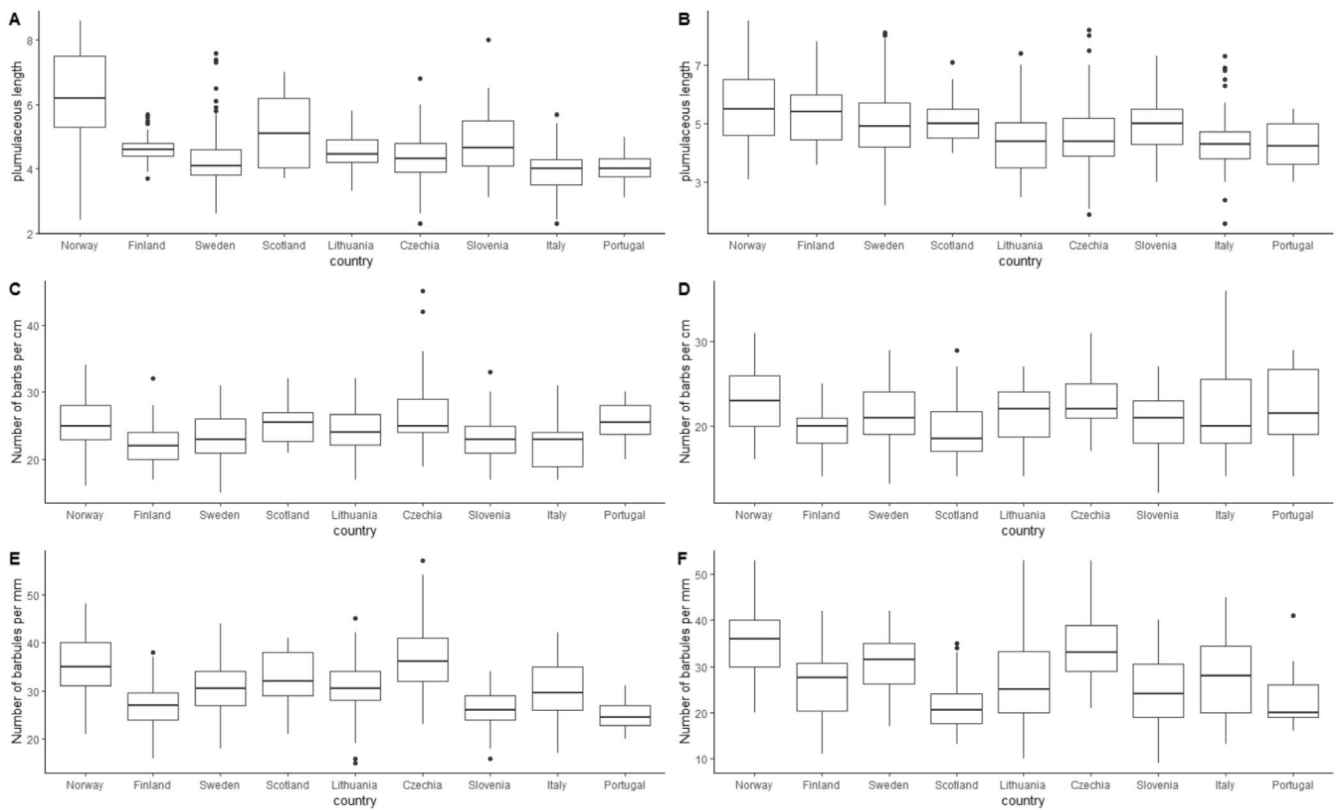 A
plumulaceous length
8
6
4
2
Norway Finland Sweden Scotland Lithuania Czechia Slovenia Italy Portugal
country
B
plumulaceous length
7
5
3
Norway Finland Sweden Scotland Lithuania Czechia Slovenia Italy Portugal
country
C
Number of barbs per cm
40
30
20
Norway Finland Sweden Scotland Lithuania Czechia Slovenia Italy Portugal
country
D
Number of barbs per cm
30
20
Norway Finland Sweden Scotland Lithuania Czechia Slovenia Italy Portugal
country
E
Number of barbules per mm
50
40
30
20
Norway Finland Sweden Scotland Lithuania Czechia Slovenia Italy Portugal
country
F
Number of barbules per mm
50
40
30
20
10
Norway Finland Sweden Scotland Lithuania Czechia Slovenia Italy Portugal
country